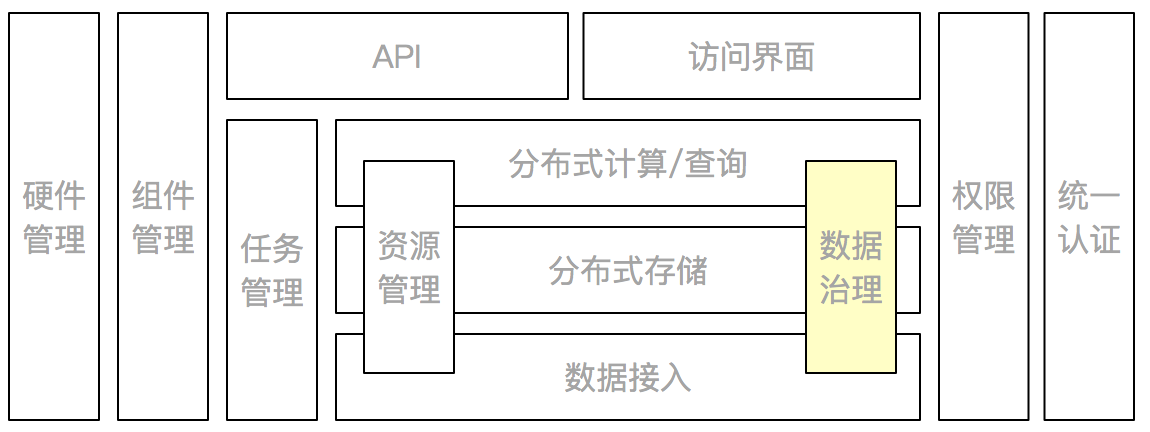 硬件
管理
组件
管理
API
访问界面
任务
管理
分布式计算/查询
资源
管理
分布式存储
数据
治理
数据接入
权限
管理
统一
认证